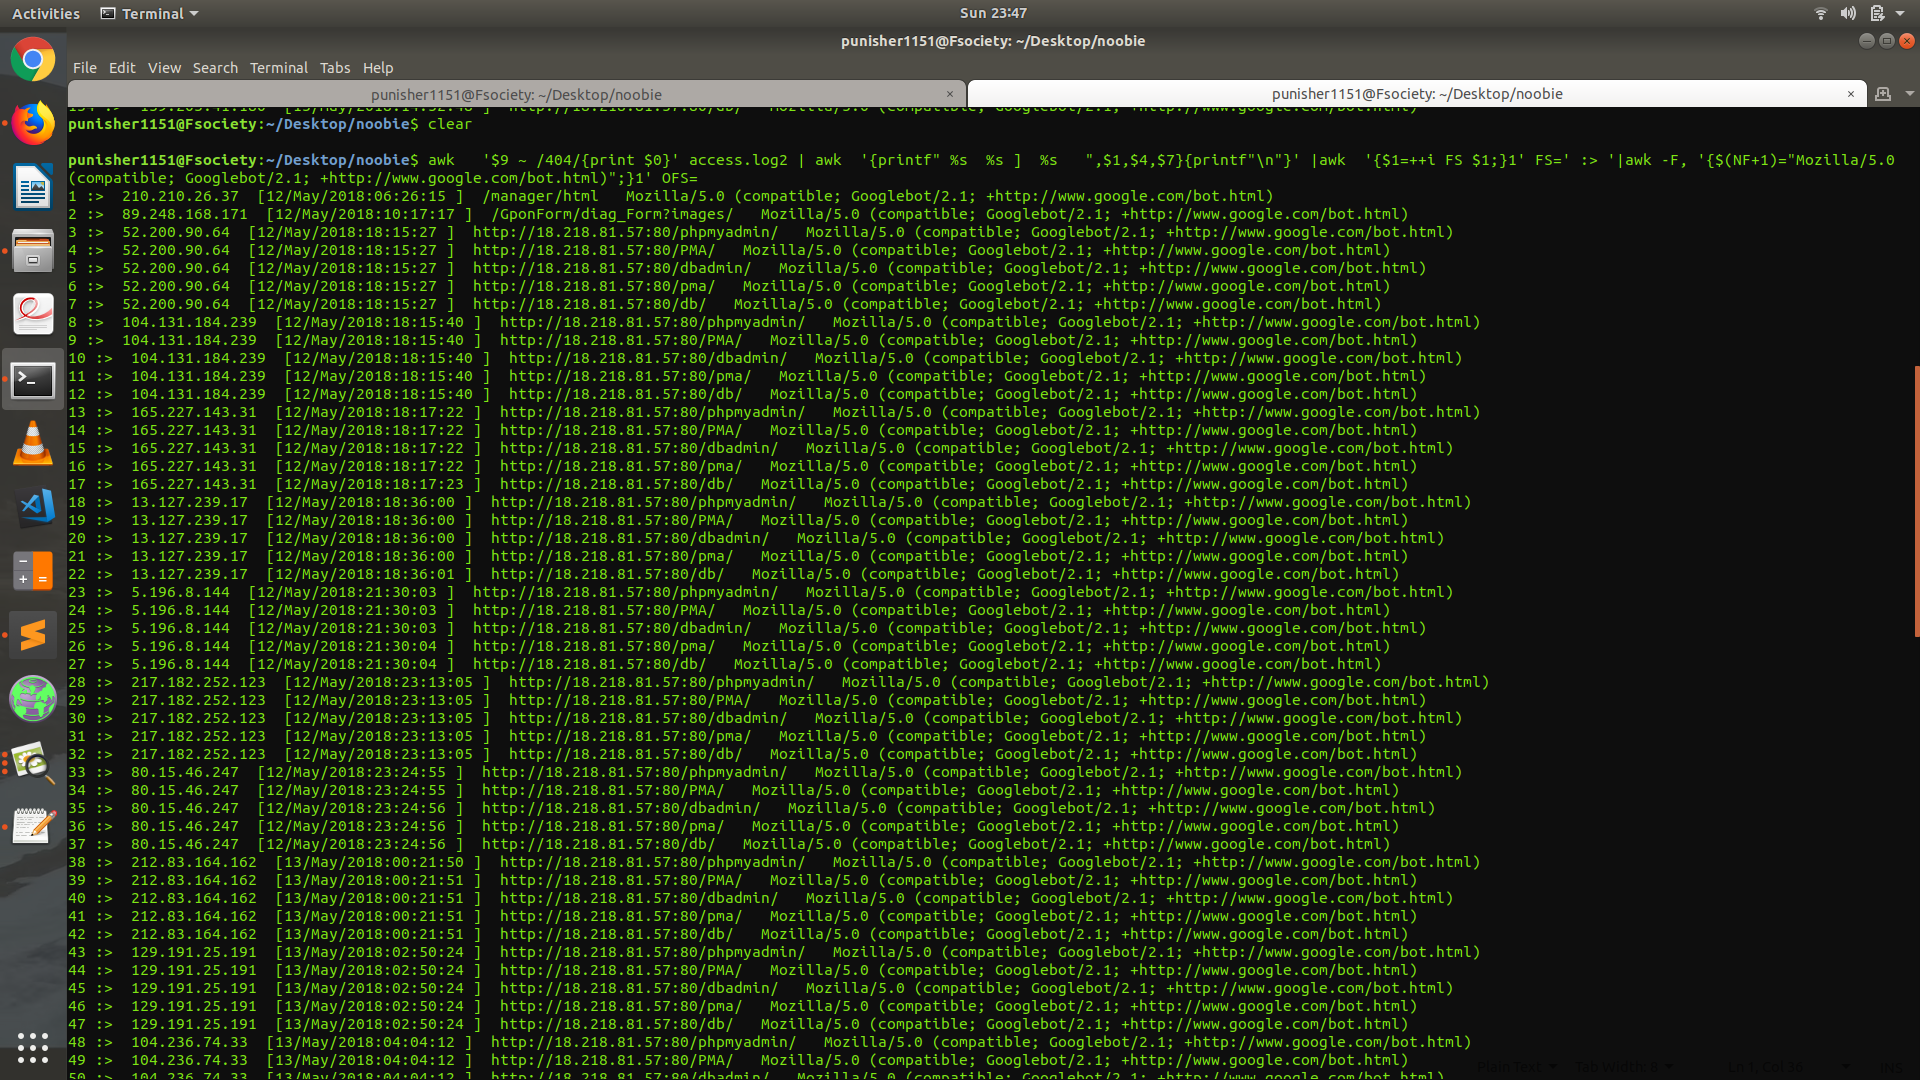 Activities Terminal Sun 23:47
punisher1151@Fsociety: ~/Desktop/noobie
File Edit View Search Terminal Tabs Help
punisher1151@Fsociety: ~/Desktop/noobie × punisher1151@Fsociety: ~/Desktop/noobie ×
punisher1151@Fsociety:~/Desktop/noobie$ clear
punisher1151@Fsociety:~/Desktop/noobie$ awk   '$9 ~ /404/{print $0}' access.log2 | awk  '{printf" %s  %s ]  %s   ",$1,$4,$7}{printf"\n"}' |awk  '{$1=++i FS $1;}1' FS=' :> '|awk -F, '{$(NF+1)="Mozilla/5.0
(compatible; Googlebot/2.1; +http://www.google.com/bot.html)";}1' OFS=
1 :>  210.210.26.37  [12/May/2018:06:26:15 ]  /manager/html   Mozilla/5.0 (compatible; Googlebot/2.1; +http://www.google.com/bot.html)
2 :>  89.248.168.171  [12/May/2018:10:17:17 ]  /GponForm/diag_Form?images/   Mozilla/5.0 (compatible; Googlebot/2.1; +http://www.google.com/bot.html)
3 :>  52.200.90.64  [12/May/2018:18:15:27 ]  http://18.218.81.57:80/phpmyadmin/   Mozilla/5.0 (compatible; Googlebot/2.1; +http://www.google.com/bot.html)
4 :>  52.200.90.64  [12/May/2018:18:15:27 ]  http://18.218.81.57:80/PMA/   Mozilla/5.0 (compatible; Googlebot/2.1; +http://www.google.com/bot.html)
5 :>  52.200.90.64  [12/May/2018:18:15:27 ]  http://18.218.81.57:80/dbadmin/   Mozilla/5.0 (compatible; Googlebot/2.1; +http://www.google.com/bot.html)
6 :>  52.200.90.64  [12/May/2018:18:15:27 ]  http://18.218.81.57:80/pma/   Mozilla/5.0 (compatible; Googlebot/2.1; +http://www.google.com/bot.html)
7 :>  52.200.90.64  [12/May/2018:18:15:27 ]  http://18.218.81.57:80/db/   Mozilla/5.0 (compatible; Googlebot/2.1; +http://www.google.com/bot.html)
8 :>  104.131.184.239  [12/May/2018:18:15:40 ]  http://18.218.81.57:80/phpmyadmin/   Mozilla/5.0 (compatible; Googlebot/2.1; +http://www.google.com/bot.html)
9 :>  104.131.184.239  [12/May/2018:18:15:40 ]  http://18.218.81.57:80/PMA/   Mozilla/5.0 (compatible; Googlebot/2.1; +http://www.google.com/bot.html)
10 :>  104.131.184.239  [12/May/2018:18:15:40 ]  http://18.218.81.57:80/dbadmin/   Mozilla/5.0 (compatible; Googlebot/2.1; +http://www.google.com/bot.html)
11 :>  104.131.184.239  [12/May/2018:18:15:40 ]  http://18.218.81.57:80/pma/   Mozilla/5.0 (compatible; Googlebot/2.1; +http://www.google.com/bot.html)
12 :>  104.131.184.239  [12/May/2018:18:15:40 ]  http://18.218.81.57:80/db/   Mozilla/5.0 (compatible; Googlebot/2.1; +http://www.google.com/bot.html)
13 :>  165.227.143.31  [12/May/2018:18:17:22 ]  http://18.218.81.57:80/phpmyadmin/   Mozilla/5.0 (compatible; Googlebot/2.1; +http://www.google.com/bot.html)
14 :>  165.227.143.31  [12/May/2018:18:17:22 ]  http://18.218.81.57:80/PMA/   Mozilla/5.0 (compatible; Googlebot/2.1; +http://www.google.com/bot.html)
15 :>  165.227.143.31  [12/May/2018:18:17:22 ]  http://18.218.81.57:80/dbadmin/   Mozilla/5.0 (compatible; Googlebot/2.1; +http://www.google.com/bot.html)
16 :>  165.227.143.31  [12/May/2018:18:17:22 ]  http://18.218.81.57:80/pma/   Mozilla/5.0 (compatible; Googlebot/2.1; +http://www.google.com/bot.html)
17 :>  165.227.143.31  [12/May/2018:18:17:23 ]  http://18.218.81.57:80/db/   Mozilla/5.0 (compatible; Googlebot/2.1; +http://www.google.com/bot.html)
18 :>  13.127.239.17  [12/May/2018:18:36:00 ]  http://18.218.81.57:80/phpmyadmin/   Mozilla/5.0 (compatible; Googlebot/2.1; +http://www.google.com/bot.html)
19 :>  13.127.239.17  [12/May/2018:18:36:00 ]  http://18.218.81.57:80/PMA/   Mozilla/5.0 (compatible; Googlebot/2.1; +http://www.google.com/bot.html)
20 :>  13.127.239.17  [12/May/2018:18:36:00 ]  http://18.218.81.57:80/dbadmin/   Mozilla/5.0 (compatible; Googlebot/2.1; +http://www.google.com/bot.html)
21 :>  13.127.239.17  [12/May/2018:18:36:00 ]  http://18.218.81.57:80/pma/   Mozilla/5.0 (compatible; Googlebot/2.1; +http://www.google.com/bot.html)
22 :>  13.127.239.17  [12/May/2018:18:36:01 ]  http://18.218.81.57:80/db/   Mozilla/5.0 (compatible; Googlebot/2.1; +http://www.google.com/bot.html)
23 :>  5.196.8.144  [12/May/2018:21:30:03 ]  http://18.218.81.57:80/phpmyadmin/   Mozilla/5.0 (compatible; Googlebot/2.1; +http://www.google.com/bot.html)
24 :>  5.196.8.144  [12/May/2018:21:30:03 ]  http://18.218.81.57:80/PMA/   Mozilla/5.0 (compatible; Googlebot/2.1; +http://www.google.com/bot.html)
25 :>  5.196.8.144  [12/May/2018:21:30:03 ]  http://18.218.81.57:80/dbadmin/   Mozilla/5.0 (compatible; Googlebot/2.1; +http://www.google.com/bot.html)
26 :>  5.196.8.144  [12/May/2018:21:30:04 ]  http://18.218.81.57:80/pma/   Mozilla/5.0 (compatible; Googlebot/2.1; +http://www.google.com/bot.html)
27 :>  5.196.8.144  [12/May/2018:21:30:04 ]  http://18.218.81.57:80/db/   Mozilla/5.0 (compatible; Googlebot/2.1; +http://www.google.com/bot.html)
28 :>  217.182.252.123  [12/May/2018:23:13:05 ]  http://18.218.81.57:80/phpmyadmin/   Mozilla/5.0 (compatible; Googlebot/2.1; +http://www.google.com/bot.html)
29 :>  217.182.252.123  [12/May/2018:23:13:05 ]  http://18.218.81.57:80/PMA/   Mozilla/5.0 (compatible; Googlebot/2.1; +http://www.google.com/bot.html)
30 :>  217.182.252.123  [12/May/2018:23:13:05 ]  http://18.218.81.57:80/dbadmin/   Mozilla/5.0 (compatible; Googlebot/2.1; +http://www.google.com/bot.html)
31 :>  217.182.252.123  [12/May/2018:23:13:05 ]  http://18.218.81.57:80/pma/   Mozilla/5.0 (compatible; Googlebot/2.1; +http://www.google.com/bot.html)
32 :>  217.182.252.123  [12/May/2018:23:13:05 ]  http://18.218.81.57:80/db/   Mozilla/5.0 (compatible; Googlebot/2.1; +http://www.google.com/bot.html)
33 :>  80.15.46.247  [12/May/2018:23:24:55 ]  http://18.218.81.57:80/phpmyadmin/   Mozilla/5.0 (compatible; Googlebot/2.1; +http://www.google.com/bot.html)
34 :>  80.15.46.247  [12/May/2018:23:24:55 ]  http://18.218.81.57:80/PMA/   Mozilla/5.0 (compatible; Googlebot/2.1; +http://www.google.com/bot.html)
35 :>  80.15.46.247  [12/May/2018:23:24:56 ]  http://18.218.81.57:80/dbadmin/   Mozilla/5.0 (compatible; Googlebot/2.1; +http://www.google.com/bot.html)
36 :>  80.15.46.247  [12/May/2018:23:24:56 ]  http://18.218.81.57:80/pma/   Mozilla/5.0 (compatible; Googlebot/2.1; +http://www.google.com/bot.html)
37 :>  80.15.46.247  [12/May/2018:23:24:56 ]  http://18.218.81.57:80/db/   Mozilla/5.0 (compatible; Googlebot/2.1; +http://www.google.com/bot.html)
38 :>  212.83.164.162  [13/May/2018:00:21:50 ]  http://18.218.81.57:80/phpmyadmin/   Mozilla/5.0 (compatible; Googlebot/2.1; +http://www.google.com/bot.html)
39 :>  212.83.164.162  [13/May/2018:00:21:51 ]  http://18.218.81.57:80/PMA/   Mozilla/5.0 (compatible; Googlebot/2.1; +http://www.google.com/bot.html)
40 :>  212.83.164.162  [13/May/2018:00:21:51 ]  http://18.218.81.57:80/dbadmin/   Mozilla/5.0 (compatible; Googlebot/2.1; +http://www.google.com/bot.html)
41 :>  212.83.164.162  [13/May/2018:00:21:51 ]  http://18.218.81.57:80/pma/   Mozilla/5.0 (compatible; Googlebot/2.1; +http://www.google.com/bot.html)
42 :>  212.83.164.162  [13/May/2018:00:21:51 ]  http://18.218.81.57:80/db/   Mozilla/5.0 (compatible; Googlebot/2.1; +http://www.google.com/bot.html)
43 :>  129.191.25.191  [13/May/2018:02:50:24 ]  http://18.218.81.57:80/phpmyadmin/   Mozilla/5.0 (compatible; Googlebot/2.1; +http://www.google.com/bot.html)
44 :>  129.191.25.191  [13/May/2018:02:50:24 ]  http://18.218.81.57:80/PMA/   Mozilla/5.0 (compatible; Googlebot/2.1; +http://www.google.com/bot.html)
45 :>  129.191.25.191  [13/May/2018:02:50:24 ]  http://18.218.81.57:80/dbadmin/   Mozilla/5.0 (compatible; Googlebot/2.1; +http://www.google.com/bot.html)
46 :>  129.191.25.191  [13/May/2018:02:50:24 ]  http://18.218.81.57:80/pma/   Mozilla/5.0 (compatible; Googlebot/2.1; +http://www.google.com/bot.html)
47 :>  129.191.25.191  [13/May/2018:02:50:24 ]  http://18.218.81.57:80/db/   Mozilla/5.0 (compatible; Googlebot/2.1; +http://www.google.com/bot.html)
48 :>  104.236.74.33  [13/May/2018:04:04:12 ]  http://18.218.81.57:80/phpmyadmin/   Mozilla/5.0 (compatible; Googlebot/2.1; +http://www.google.com/bot.html)
49 :>  104.236.74.33  [13/May/2018:04:04:12 ]  http://18.218.81.57:80/PMA/   Mozilla/5.0 (compatible; Googlebot/2.1; +http://www.google.com/bot.html)
50 :>  104.236.74.33  [13/May/2018:04:04:12 ]  http://18.218.81.57:80/dbadmin/   Mozilla/5.0 (compatible; Googlebot/2.1; +http://www.google.com/bot.html)